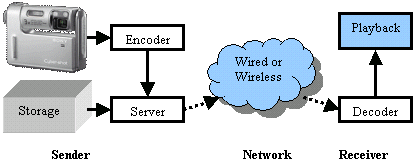 Encoder
Playback
Wired or
Wireless
Storage
Server
Decoder
Sender
Network
Receiver